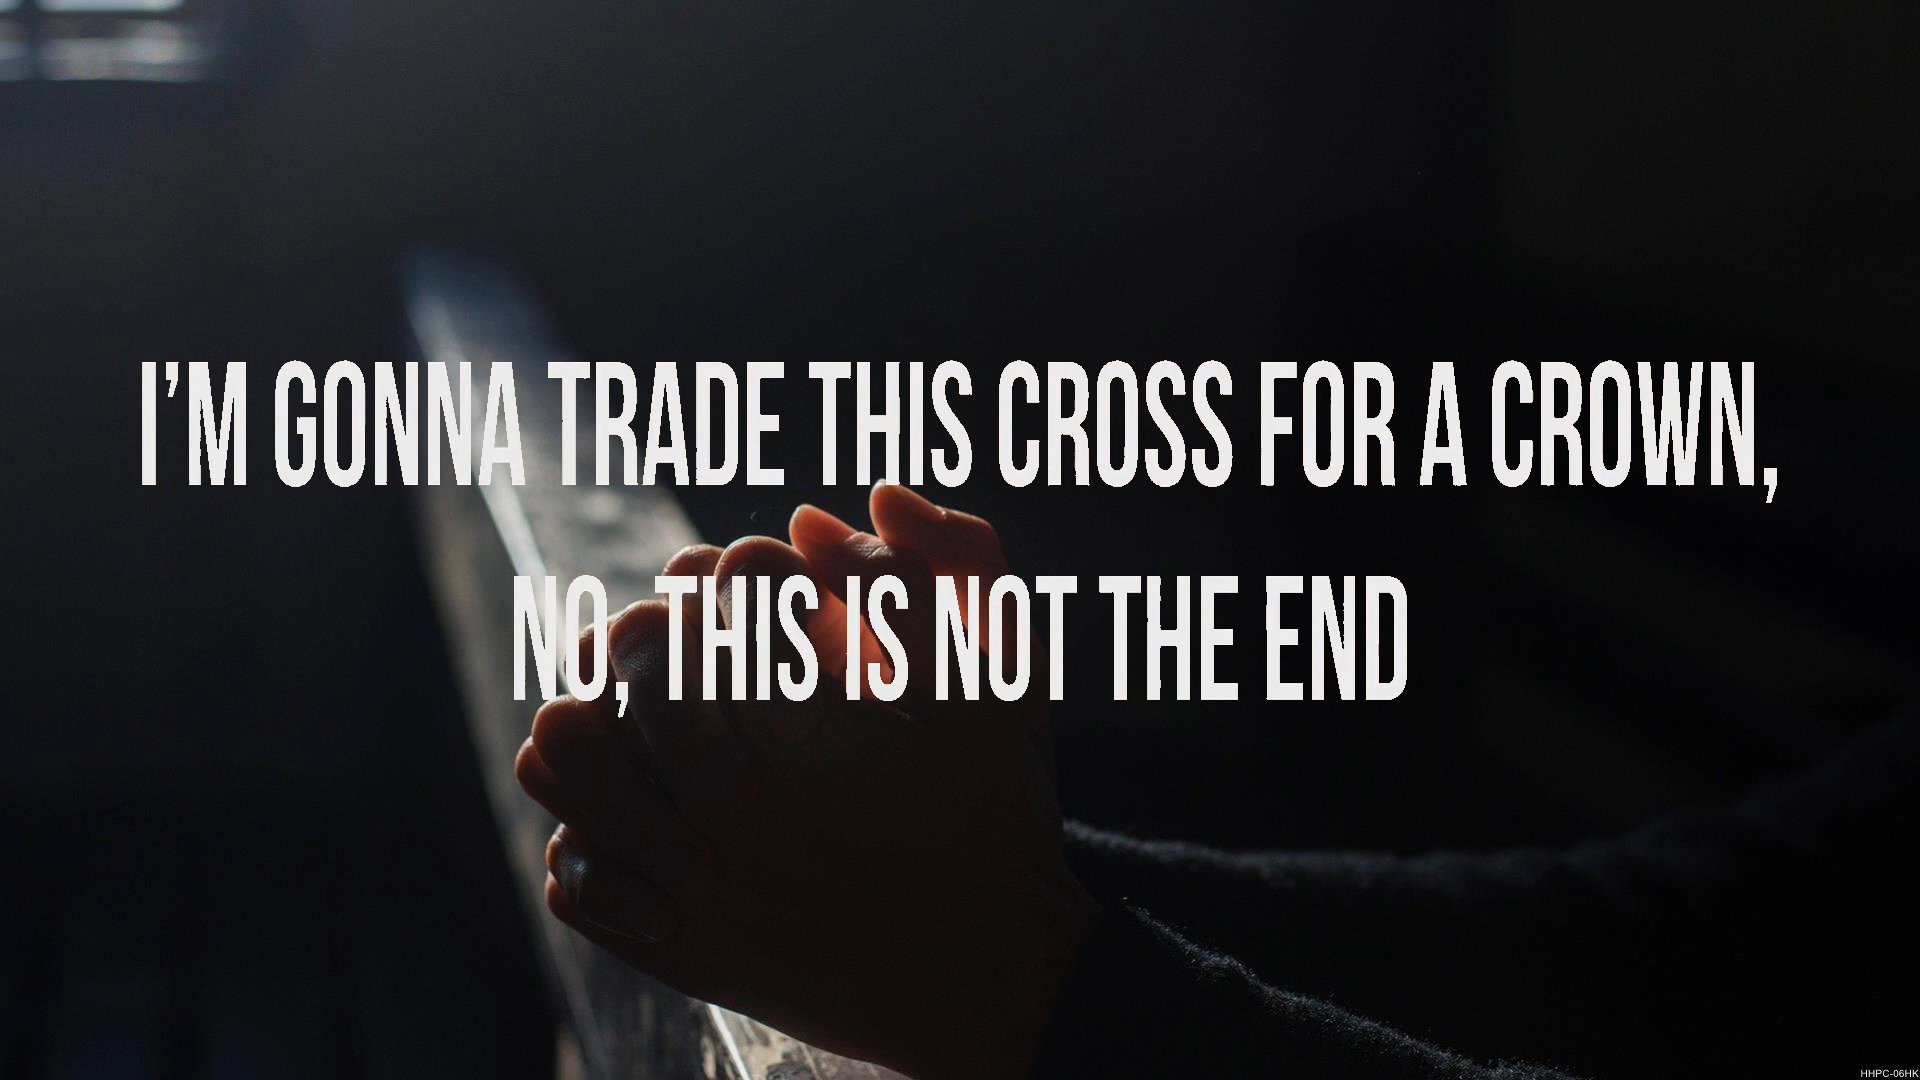 I'M GONNA TRADE THIS CROSS FOR A CROWN,
NO, THIS IS NOT THE END
HHPC-06HK